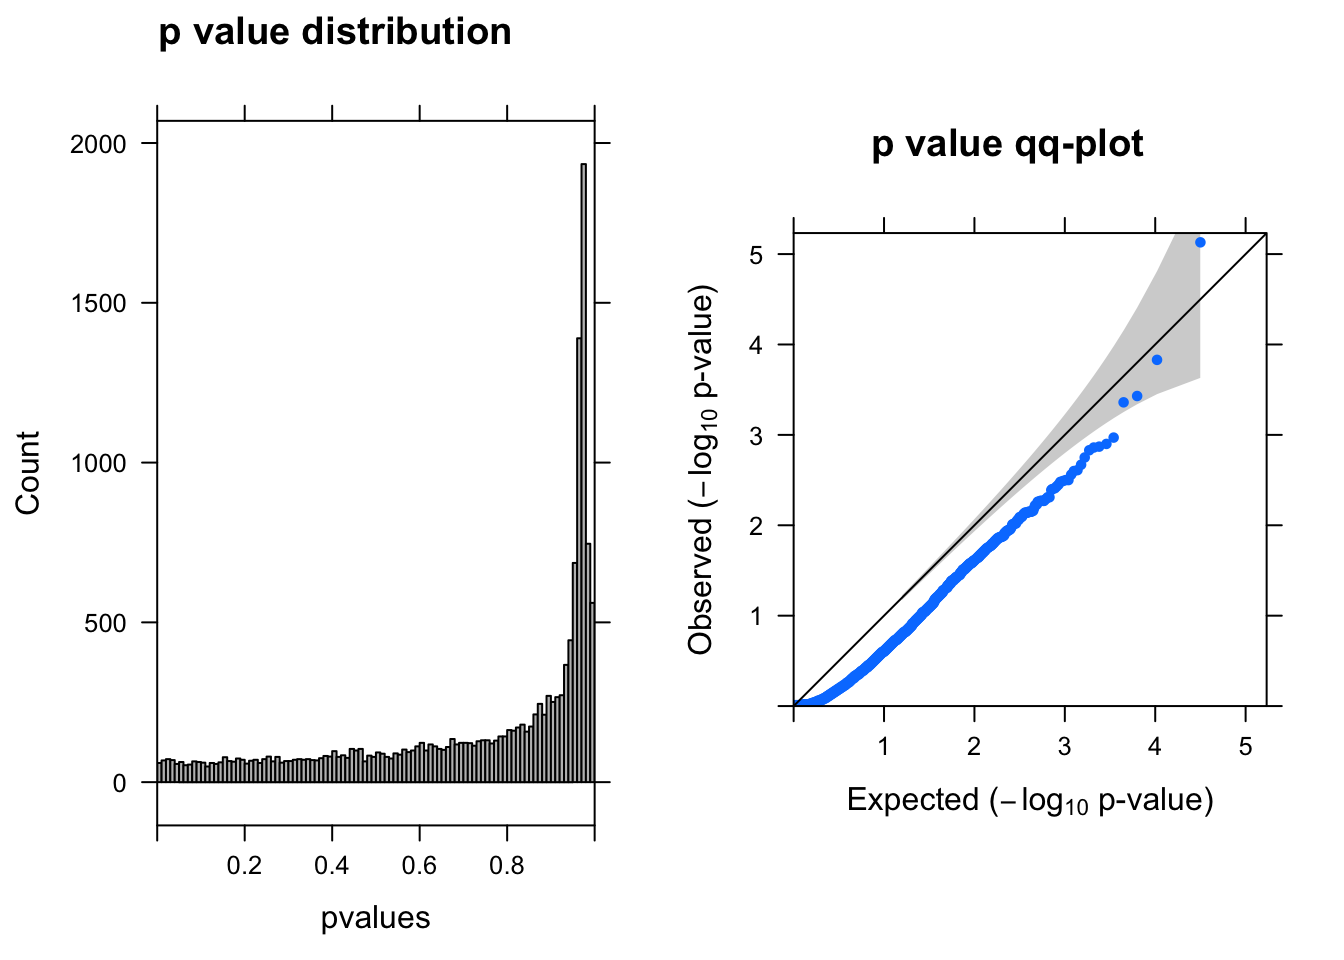 p value distribution
2000
1500
1000
500
0
Count
0.2 0.4 0.6 0.8
pvalues
p value qq-plot
5
4
3
2
1
Observed (− log10 p-value)
1 2 3 4 5
Expected (− log10 p-value)